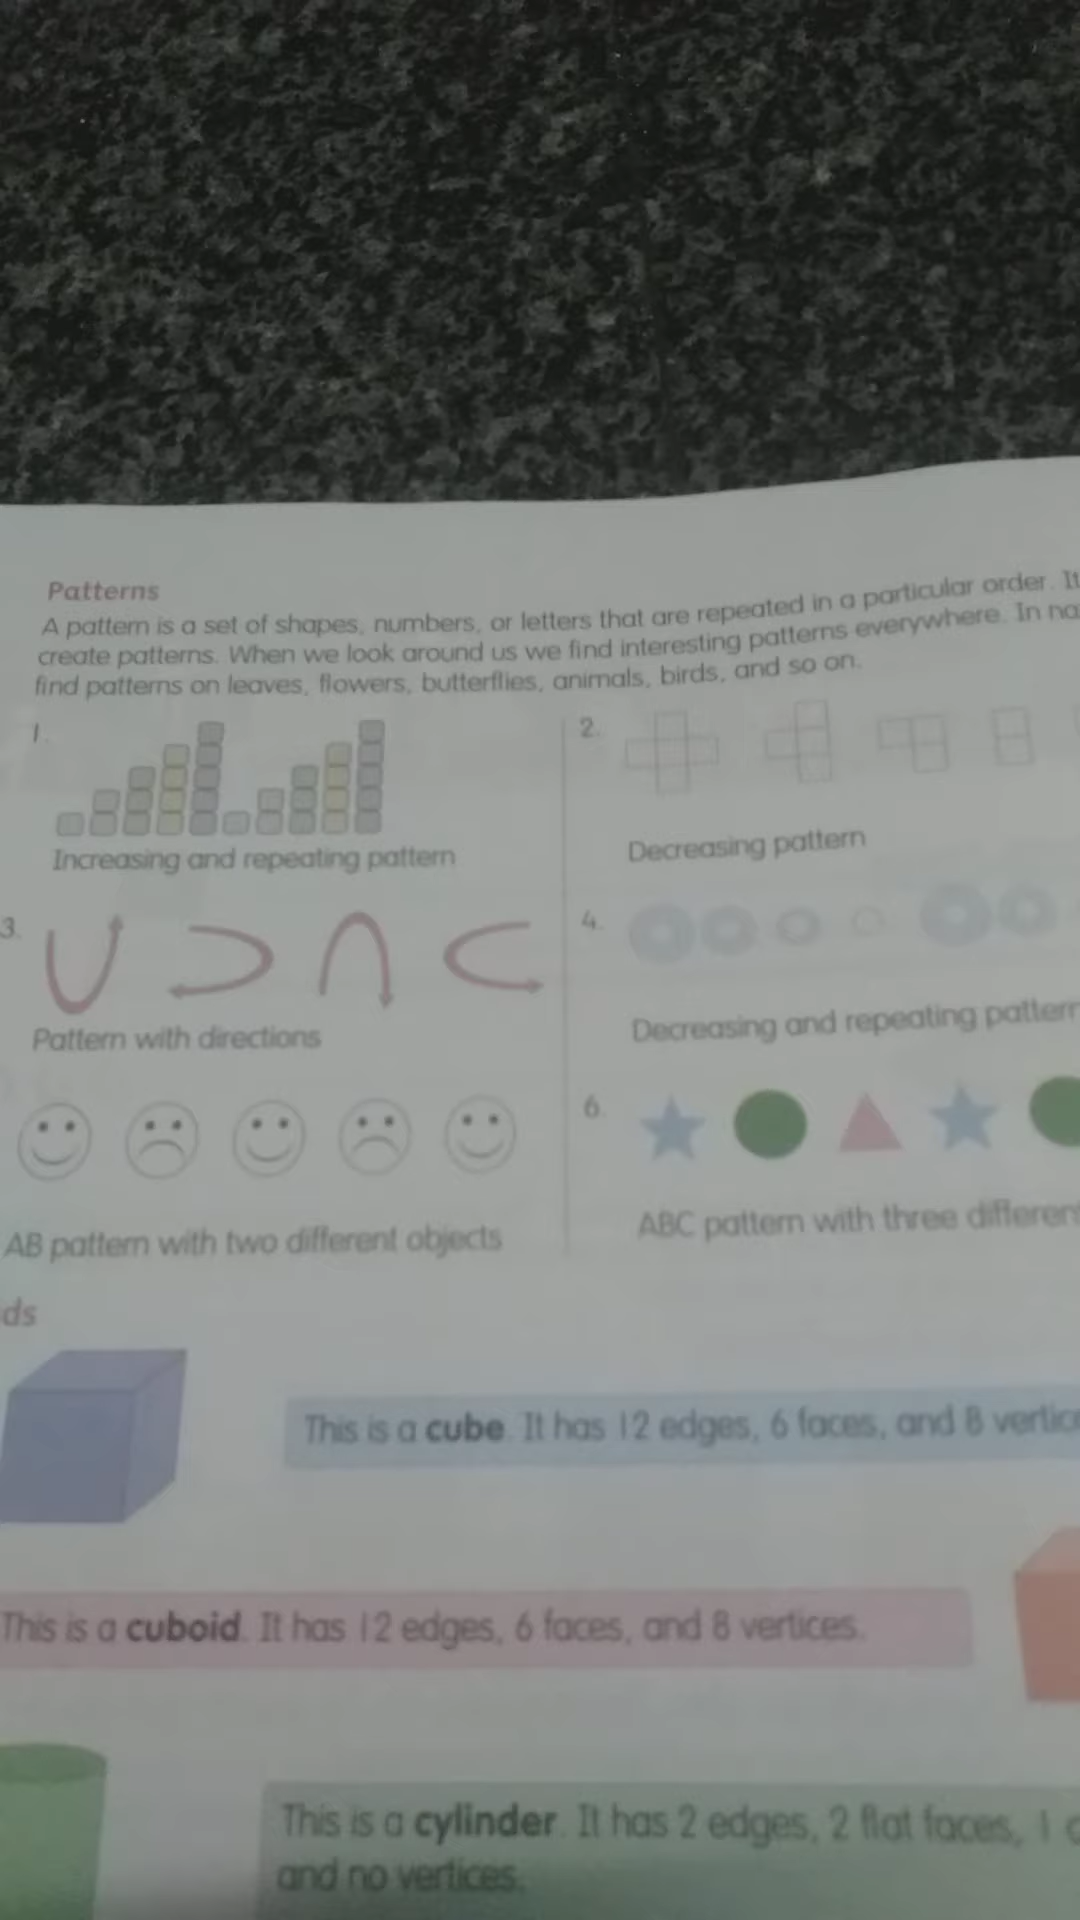 Patterns
A pattern is a set of shapes, numbers, or letters that are repeated in a particular order. It
create patterns. When we look around us we find interesting patterns everywhere. In na
find patterns on leaves, flowers, butterflies, animals, birds, and so on.
1.
2.
Increasing and repeating pattern
Decreasing pattern
3.
4.
Pattern with directions
Decreasing and repeating pattern
6.
AB pattern with two different objects
ABC pattern with three different
ds
This is a cube. It has 12 edges, 6 faces, and 8 vertic
This is a cuboid. It has 12 edges, 6 faces, and 8 vertices.
This is a cylinder. It has 2 edges, 2 flat faces, 1 c
and no vertices.